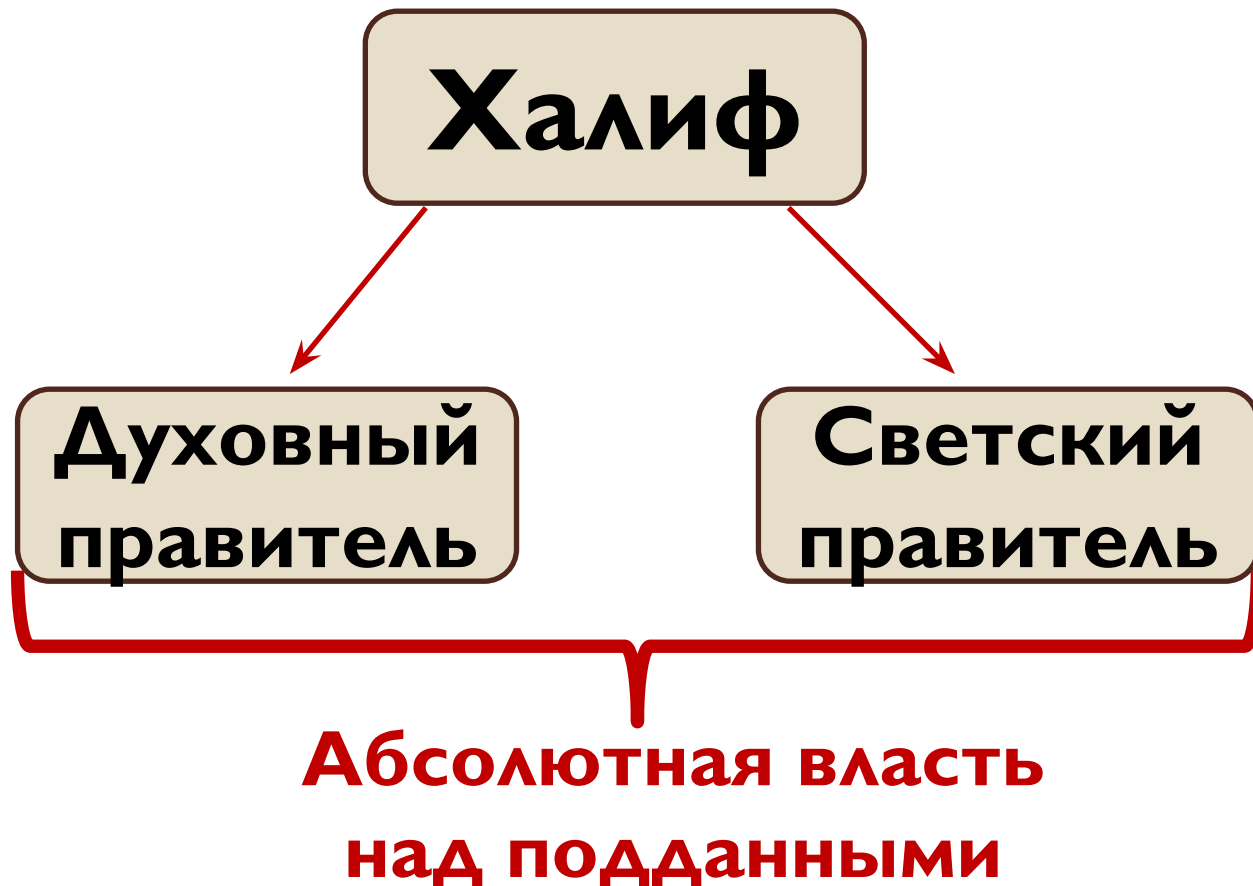 Халиф
Духовный
правитель
Светский
правитель
Абсолютная власть
над подданными